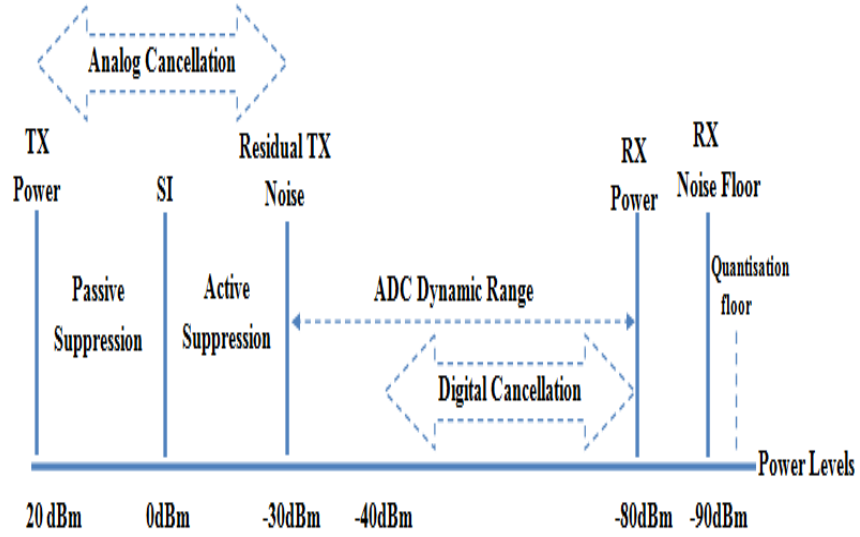 Analog Cancellation
TX
Power
SI
Residual TX
Noise
RX
Power
RX
Noise Floor
Passive
Suppression
Active
Suppression
ADC Dynamic Range
Quantisation
floor
Digital Cancellation
Power Levels
20 dBm 0dBm -30dBm -40dBm -80dBm -90dBm